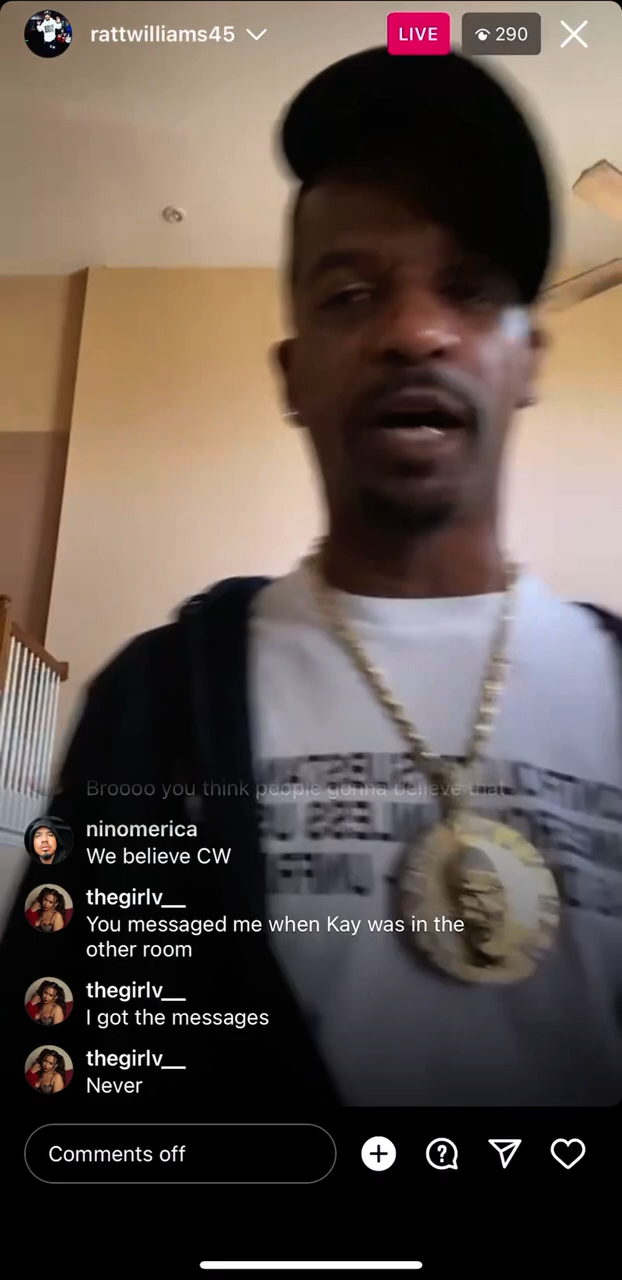 rattwilliams45
LIVE
290
Broooo you think people gonna believe that
ninomerica
We believe CW
thegirlv__
You messaged me when Kay was in the
other room
thegirlv__
I got the messages
thegirlv__
Never
Comments off